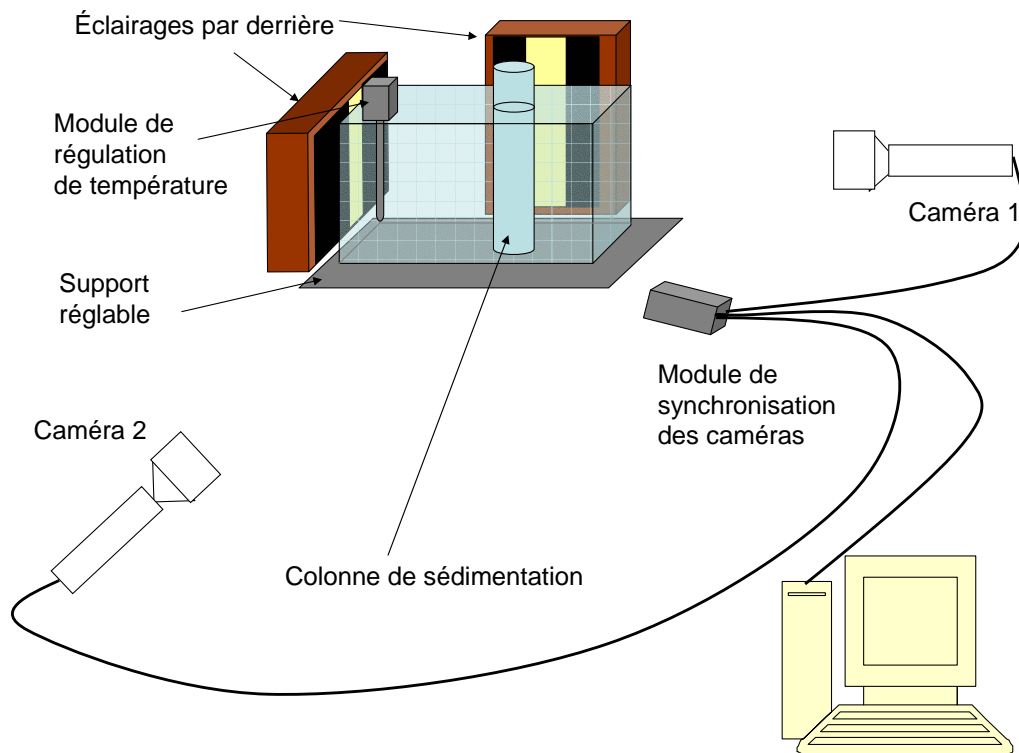 Éclairages par derrière
Module de
régulation
de température
Support
réglable
Caméra 1
Module de
synchronisation
des caméras
Caméra 2
Colonne de sédimentation